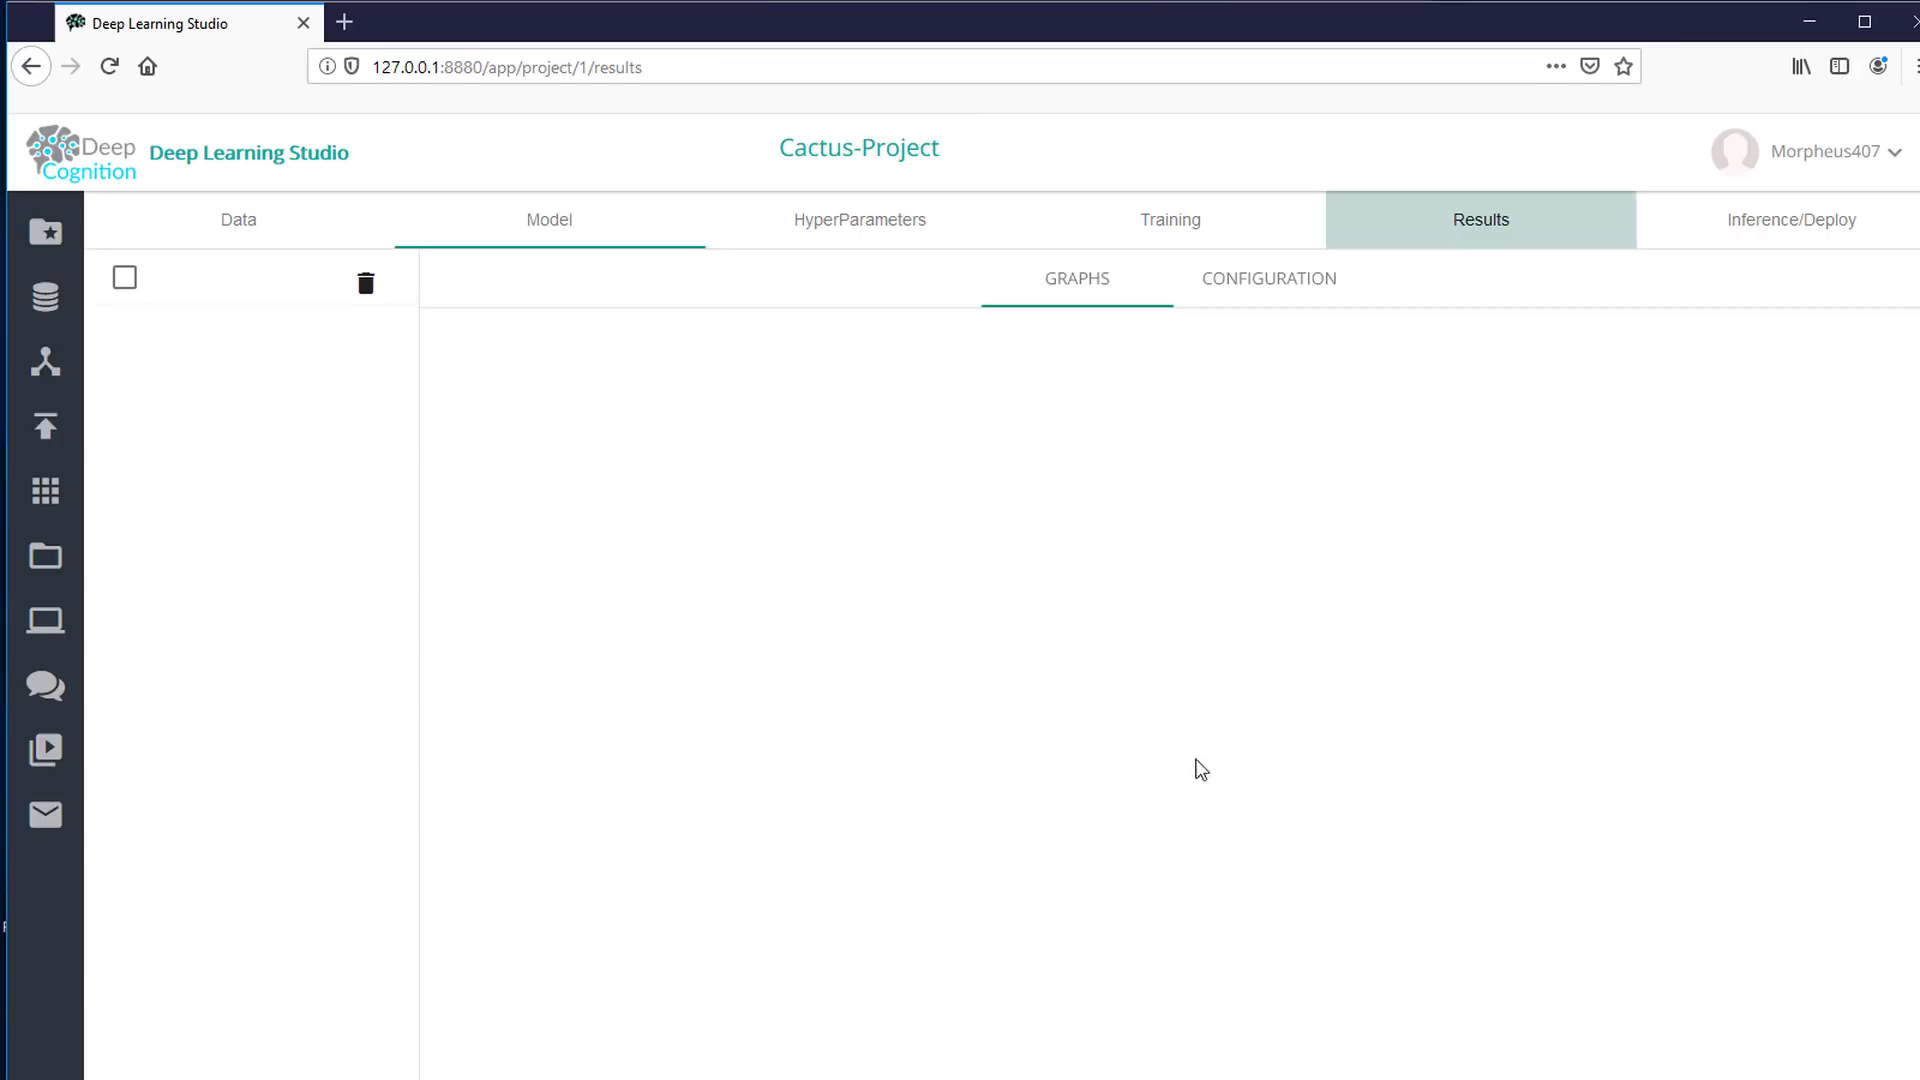 Deep Learning Studio
127.0.0.1:8880/app/project/1/results
Deep
Cognition
Deep Learning Studio
Cactus-Project
Morpheus407
Data
Model
HyperParameters
Training
Results
Inference/Deploy
GRAPHS
CONFIGURATION